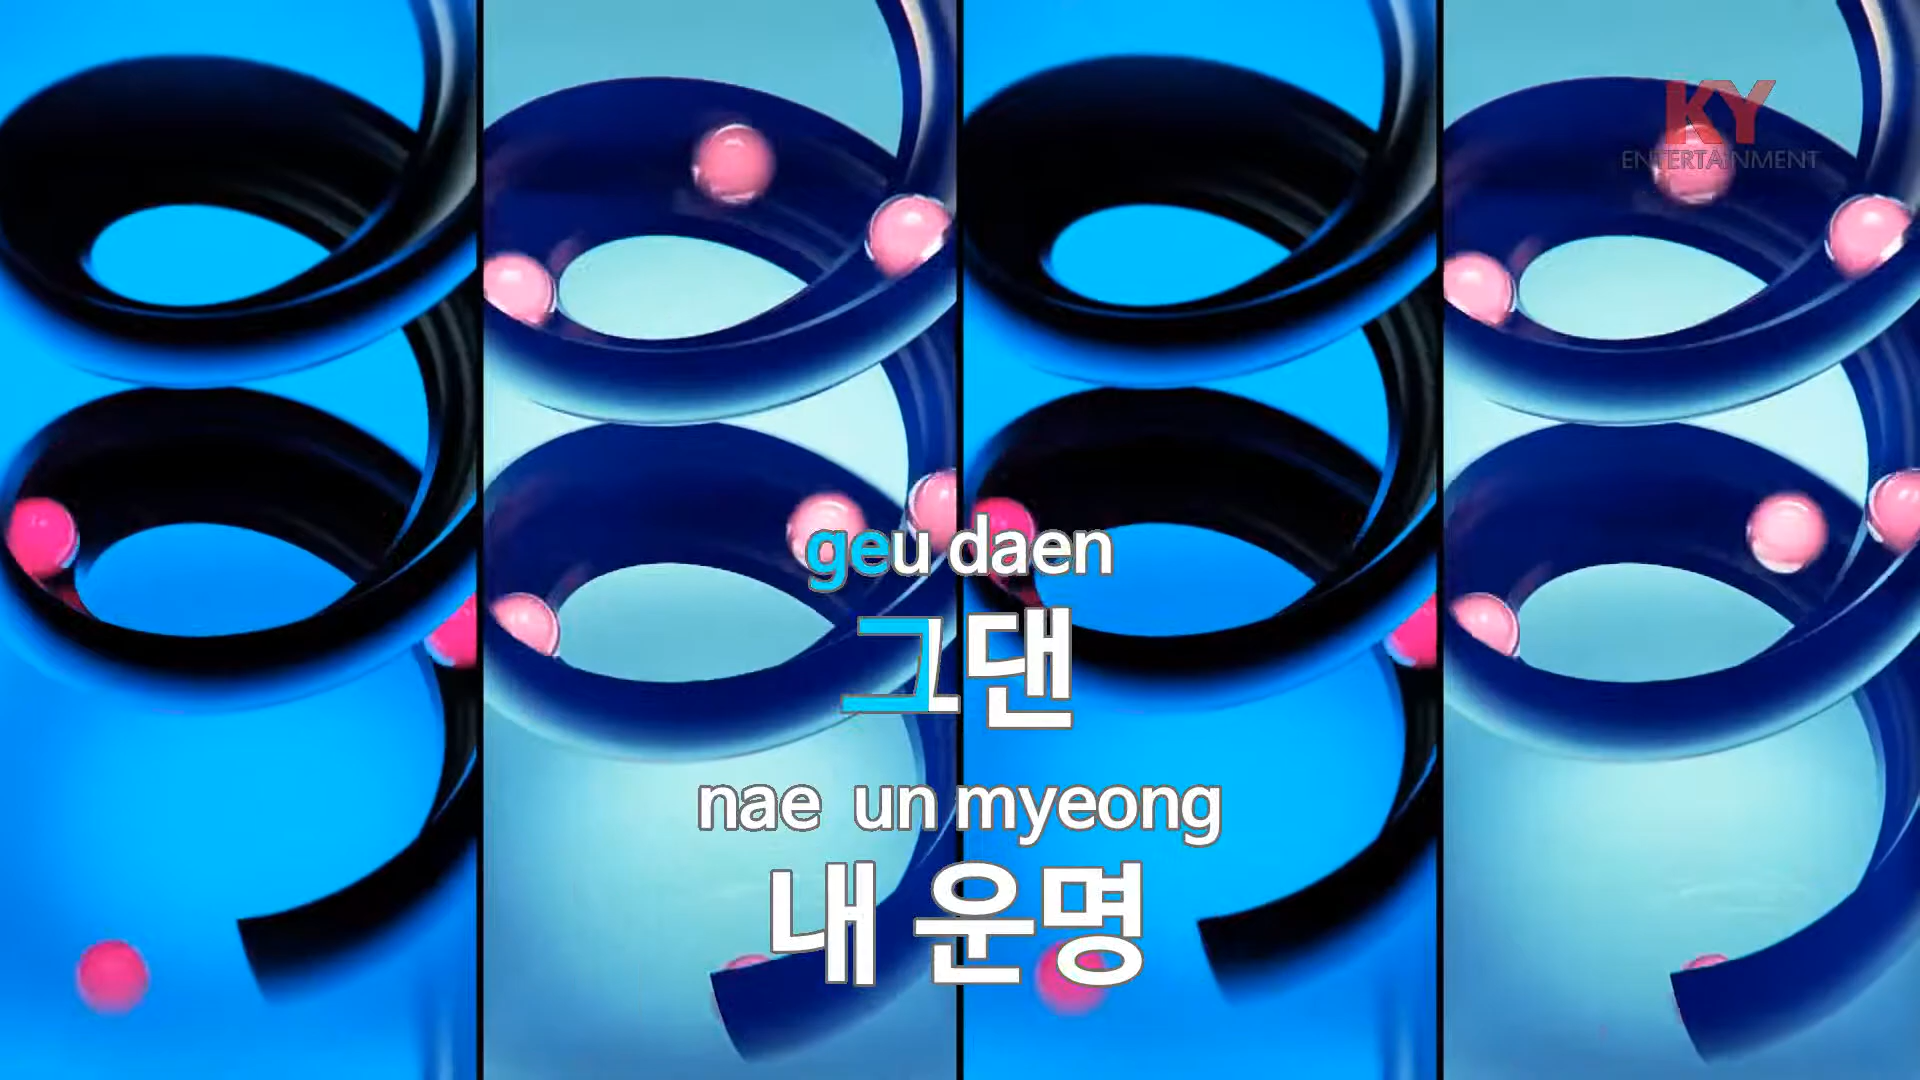 KY
ENTERTAINMENT
geu daen
그댄
nae un myeong
내 운명